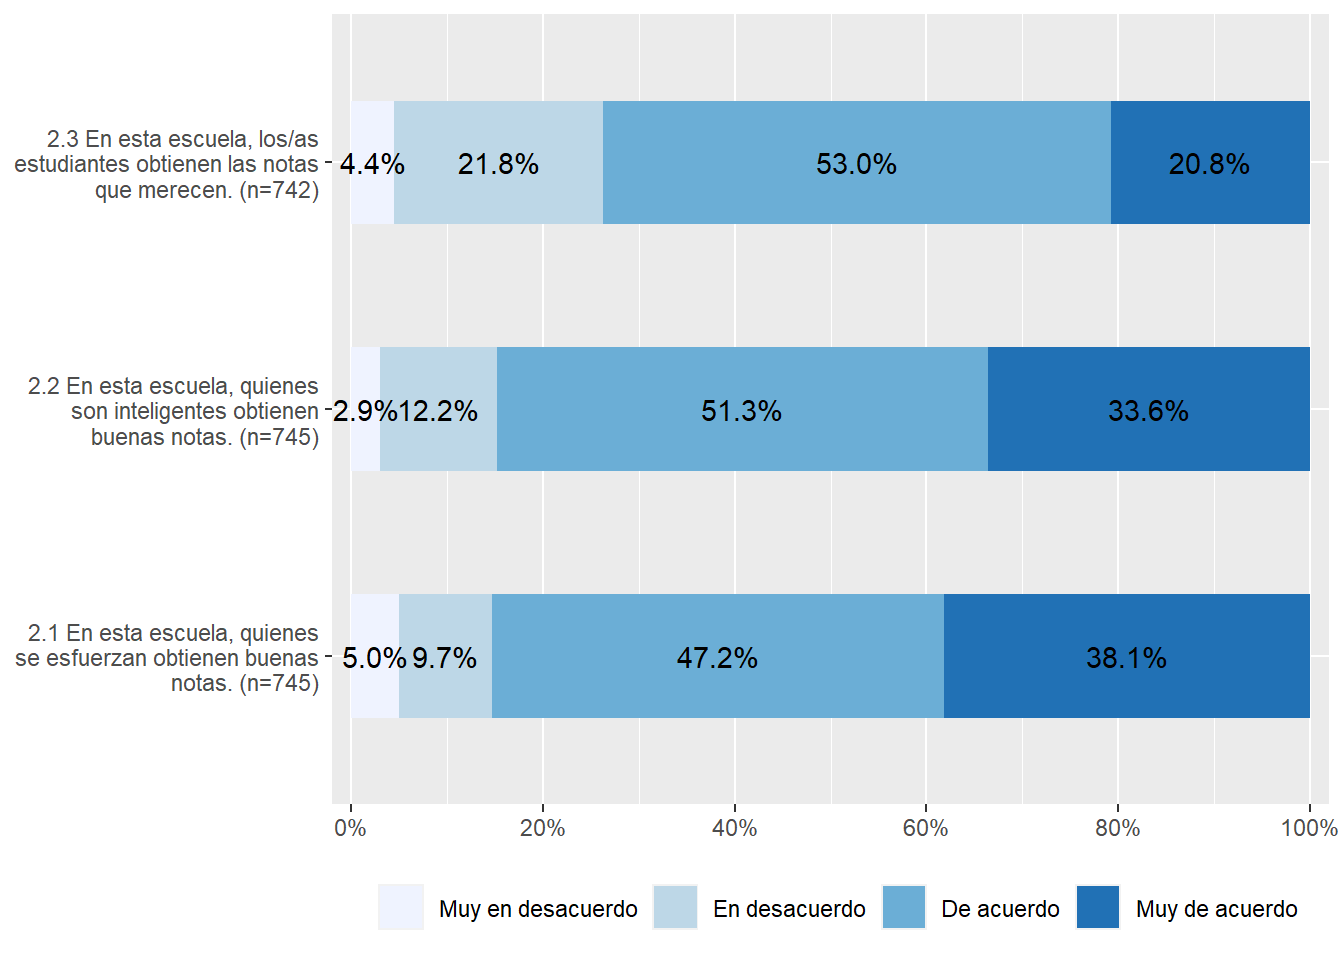 2.3 En esta escuela, los/as
estudiantes obtienen las notas
que merecen. (n=742)
4.4% 21.8% 53.0% 20.8%
2.2 En esta escuela, quienes
son inteligentes obtienen
buenas notas. (n=745)
2.9% 12.2% 51.3% 33.6%
2.1 En esta escuela, quienes
se esfuerzan obtienen buenas
notas. (n=745)
5.0% 9.7% 47.2% 38.1%
0% 20% 40% 60% 80% 100%
Muy en desacuerdo En desacuerdo De acuerdo Muy de acuerdo